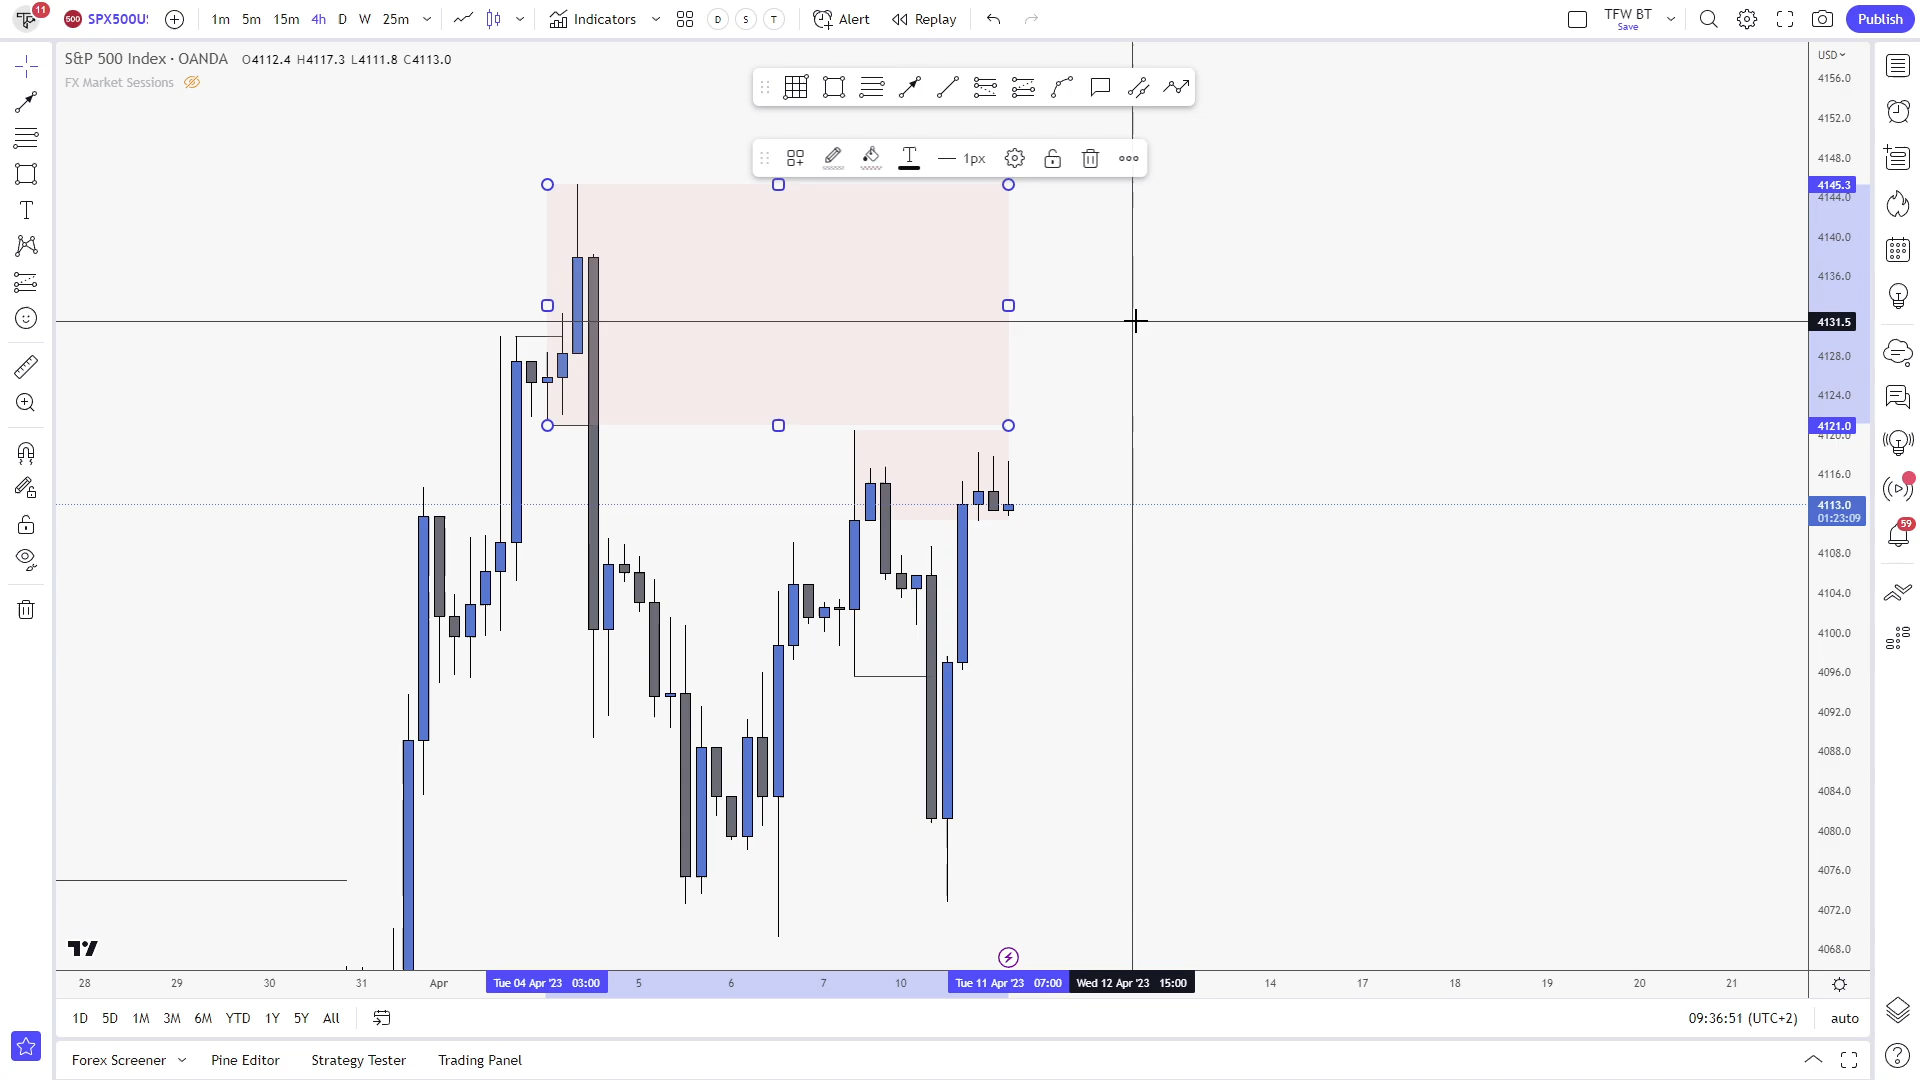 11
500 SPX500U
1m 5m 15m 4h D W 25m
Indicators
D S T
Alert
Replay
TFW BT
Save
Publish
S&P 500 Index · OANDA O4112.4 H4117.3 L4111.8 C4113.0
FX Market Sessions
1px
T
USD
4156.0
4152.0
4148.0
4145.3
4144.0
4140.0
4136.0
4131.5
4128.0
4124.0
4121.0
4120.0
4116.0
4113.0
01:23:09
4108.0
4104.0
4100.0
4096.0
4092.0
4088.0
4084.0
4080.0
4076.0
4072.0
4068.0
59
28 29 30 31 Apr Tue 04 Apr '23 03:00 5 6 7 10 Tue 11 Apr '23 07:00 Wed 12 Apr '23 15:00 14 17 18 19 20 21
1D 5D 1M 3M 6M YTD 1Y 5Y All
09:36:51 (UTC+2) auto
Forex Screener Pine Editor Strategy Tester Trading Panel